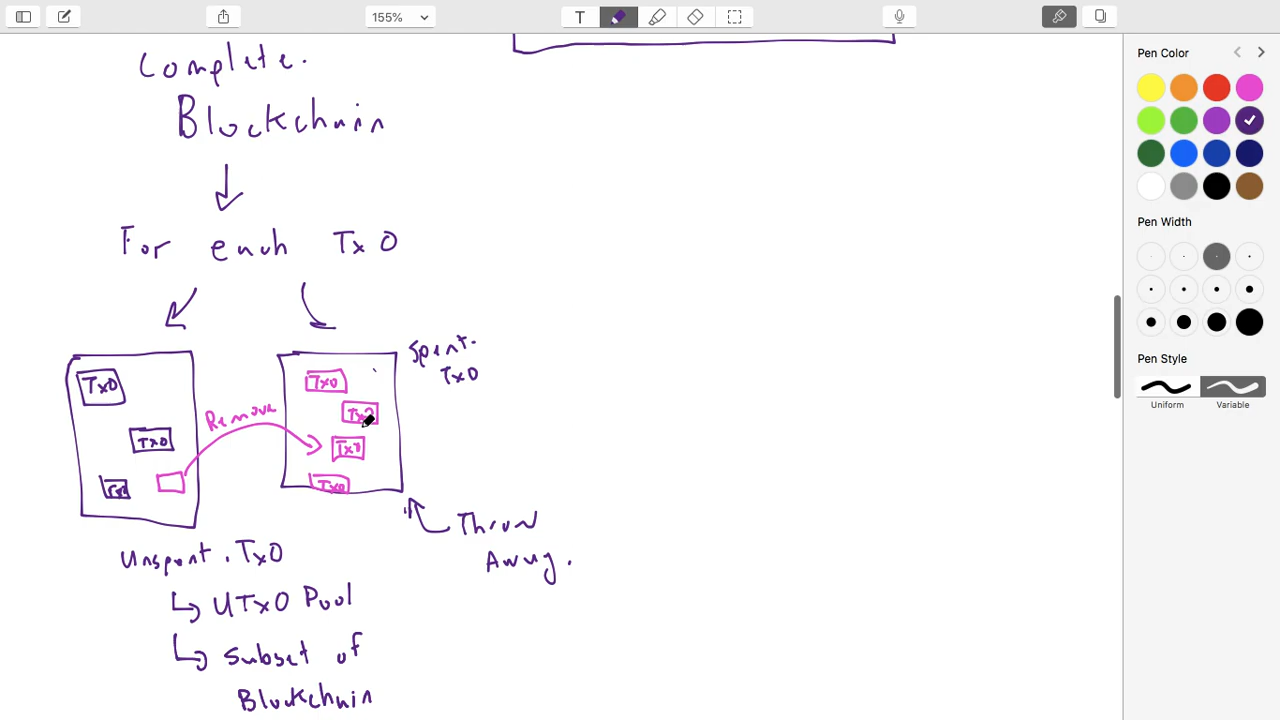 155%
T
Complete.
Blockchain
For each TxO
Spent.
TxO
TxO
TxO
Remove
TxO
TxO
TxO
TxO
TxO
Throw
Away.
Unspent. TxO
↳ UTxO Pool
↳ Subset of
Blockchain
Pen Color
Pen Width
Pen Style
Uniform
Variable